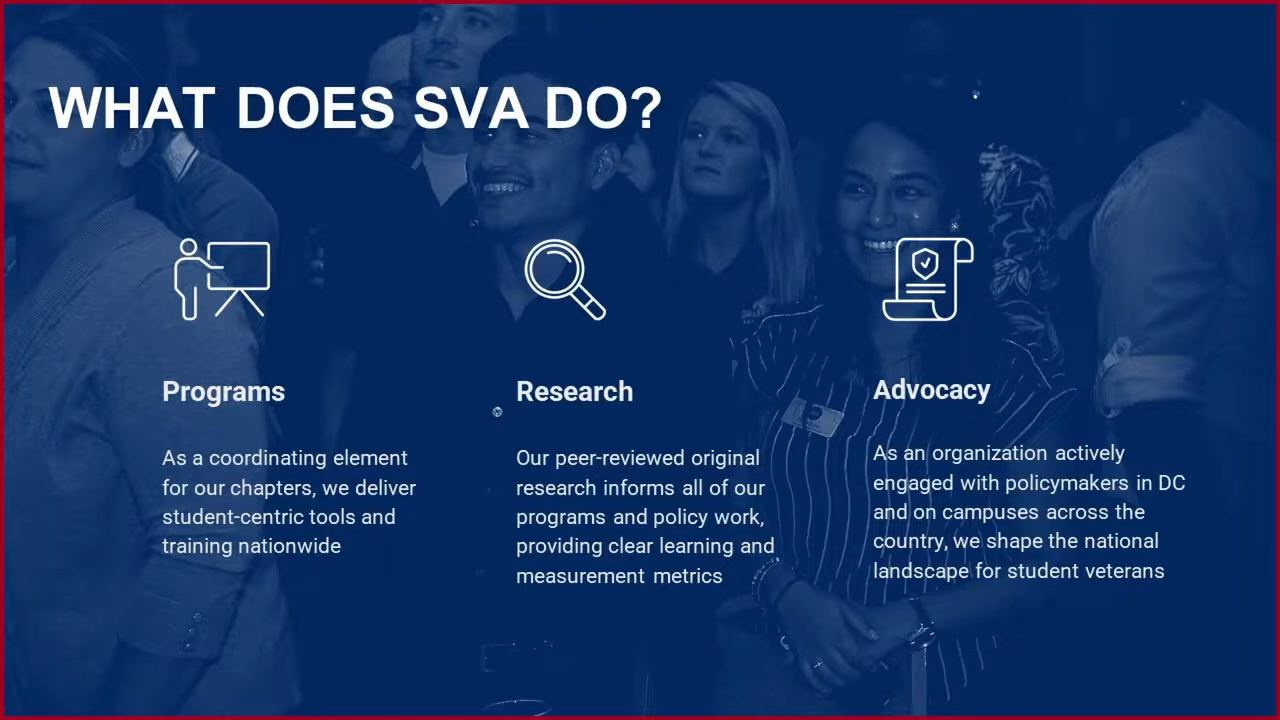 WHAT DOES SVA DO?
Programs
As a coordinating element
for our chapters, we deliver
student-centric tools and
training nationwide
Research
Our peer-reviewed original
research informs all of our
programs and policy work,
providing clear learning and
measurement metrics
Advocacy
As an organization actively
engaged with policymakers in DC
and on campuses across the
country, we shape the national
landscape for student veterans